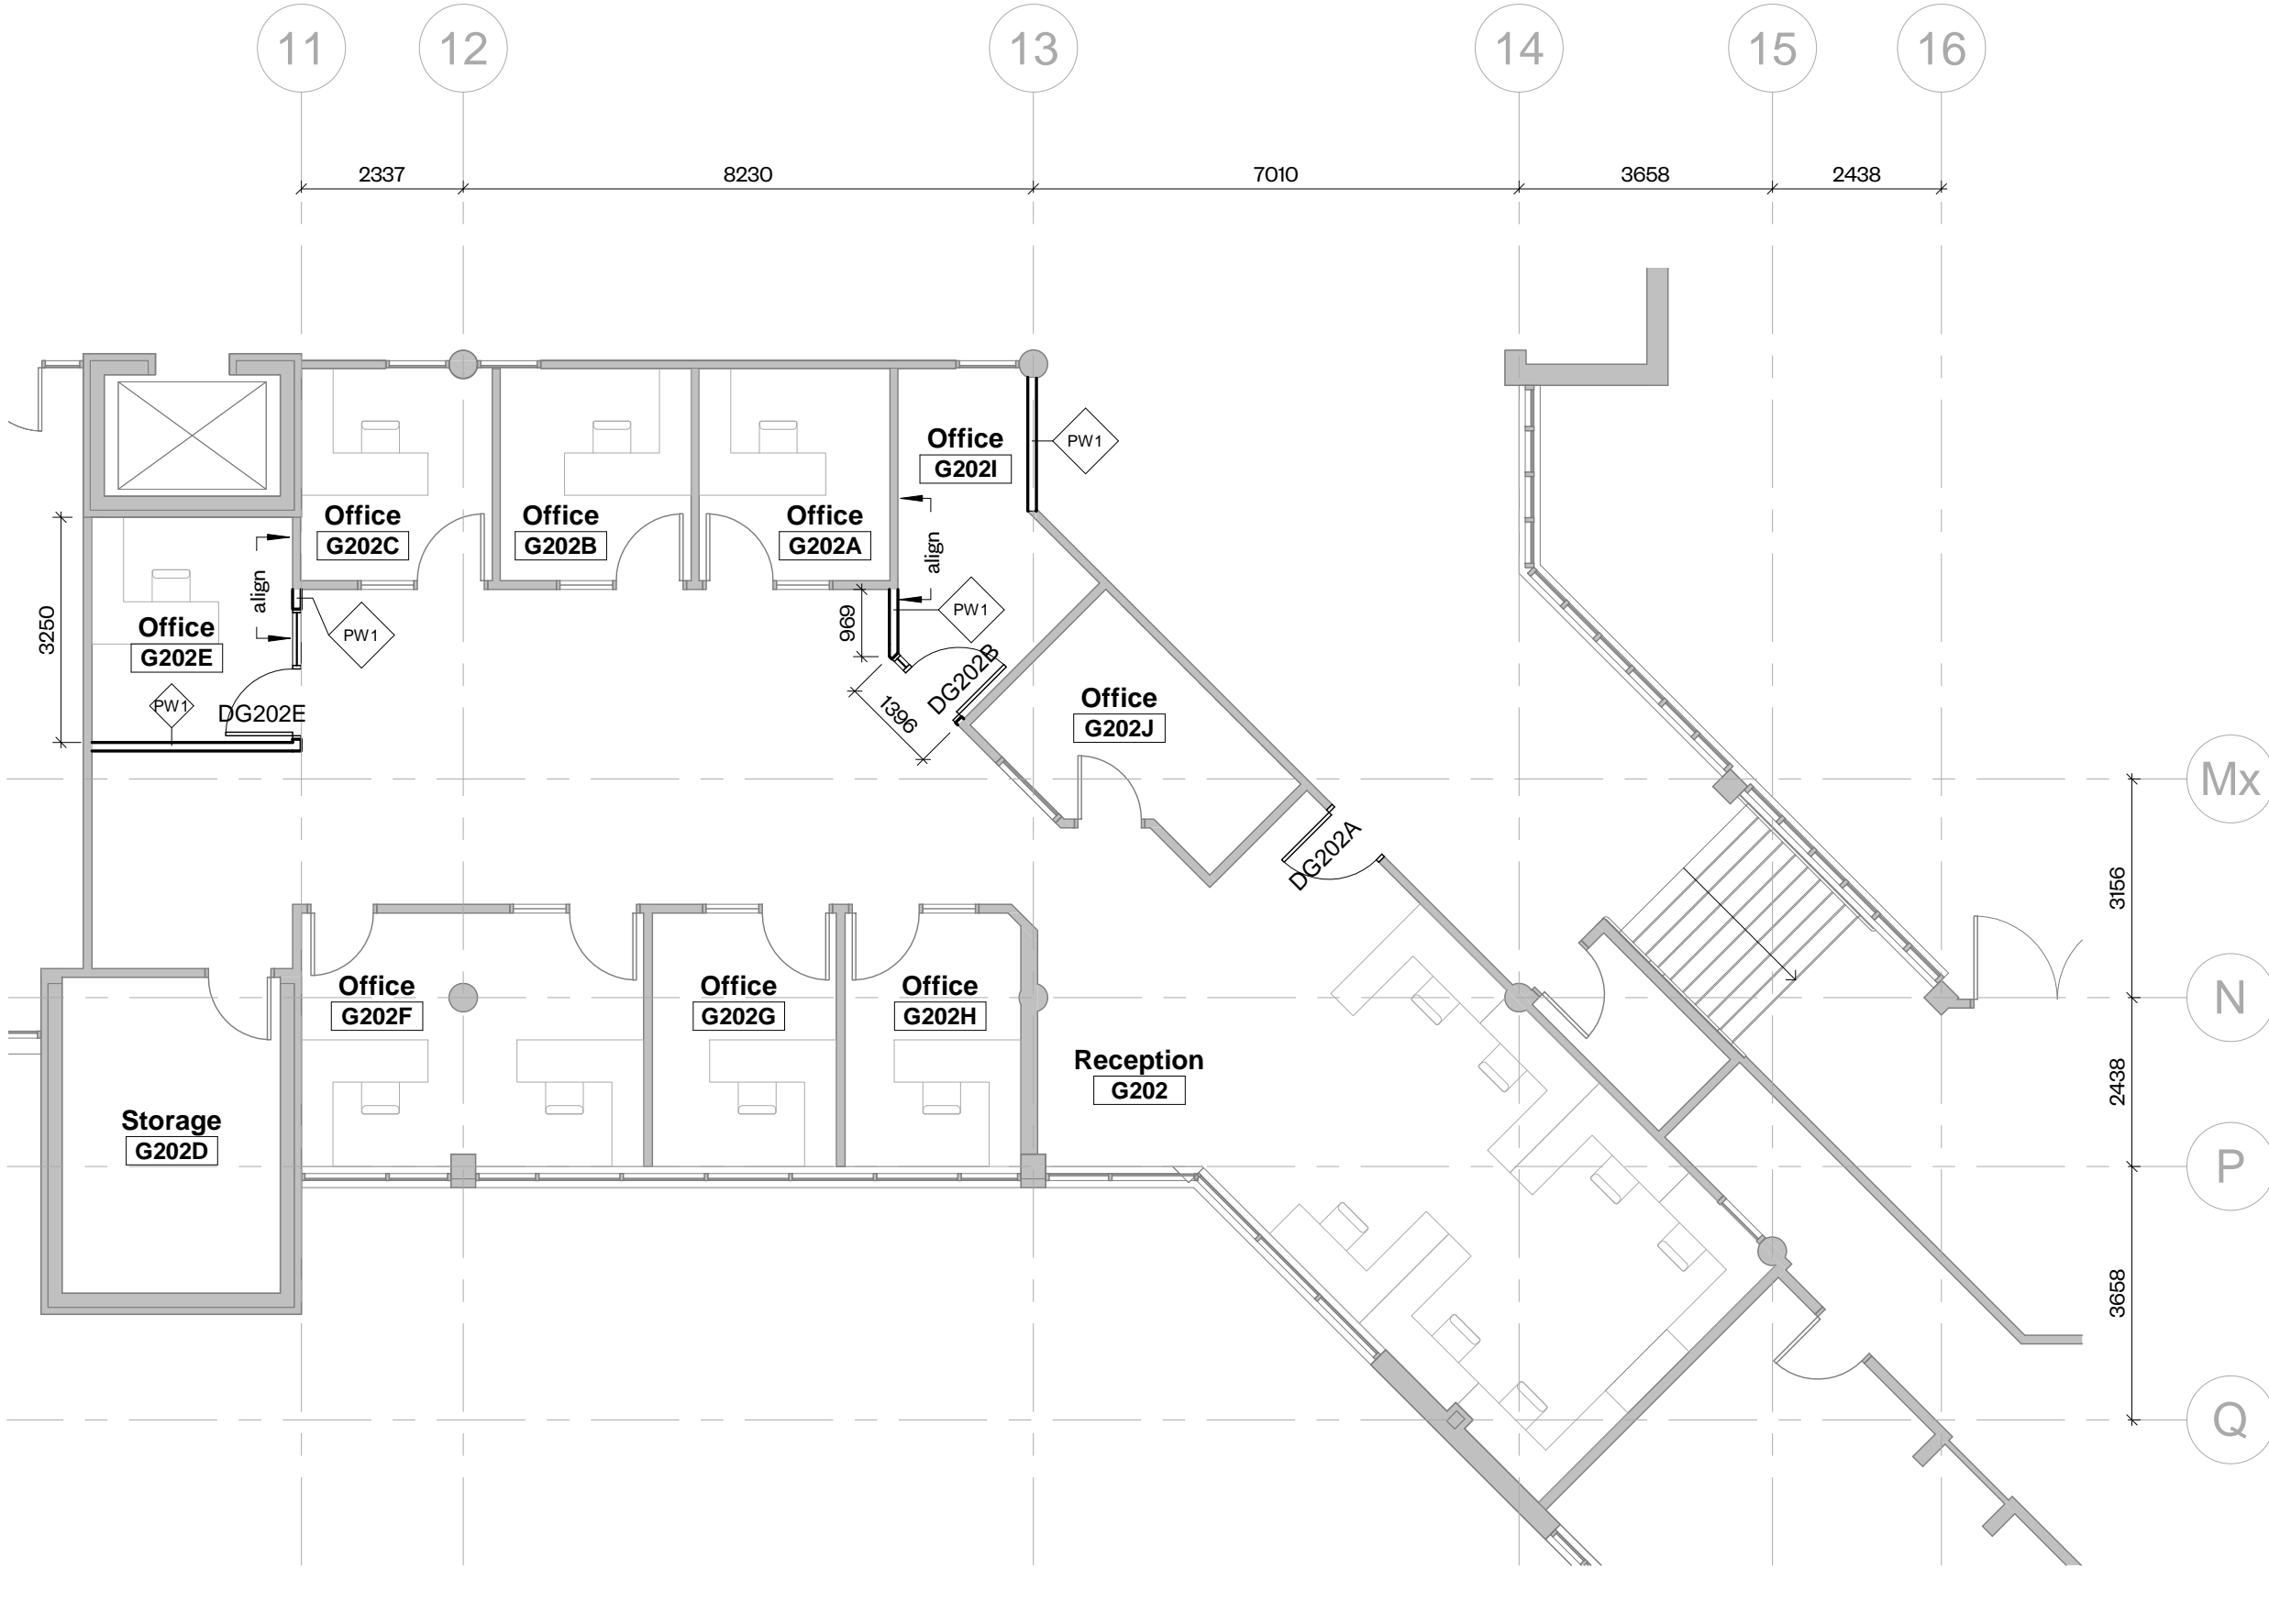 11 12 13 14 15 16
2337 8230 7010 3658 2438
Office
G202I
PW1
Office
G202C
Office
G202B
Office
G202A
align
align
3250
Office
G202E
PW1
PW1
DG202E
969
PW1
DG202B
1396
Office
G202J
DG202A
Mx
3156
N
2438
P
3658
Q
Office
G202F
Office
G202G
Office
G202H
Reception
G202
Storage
G202D